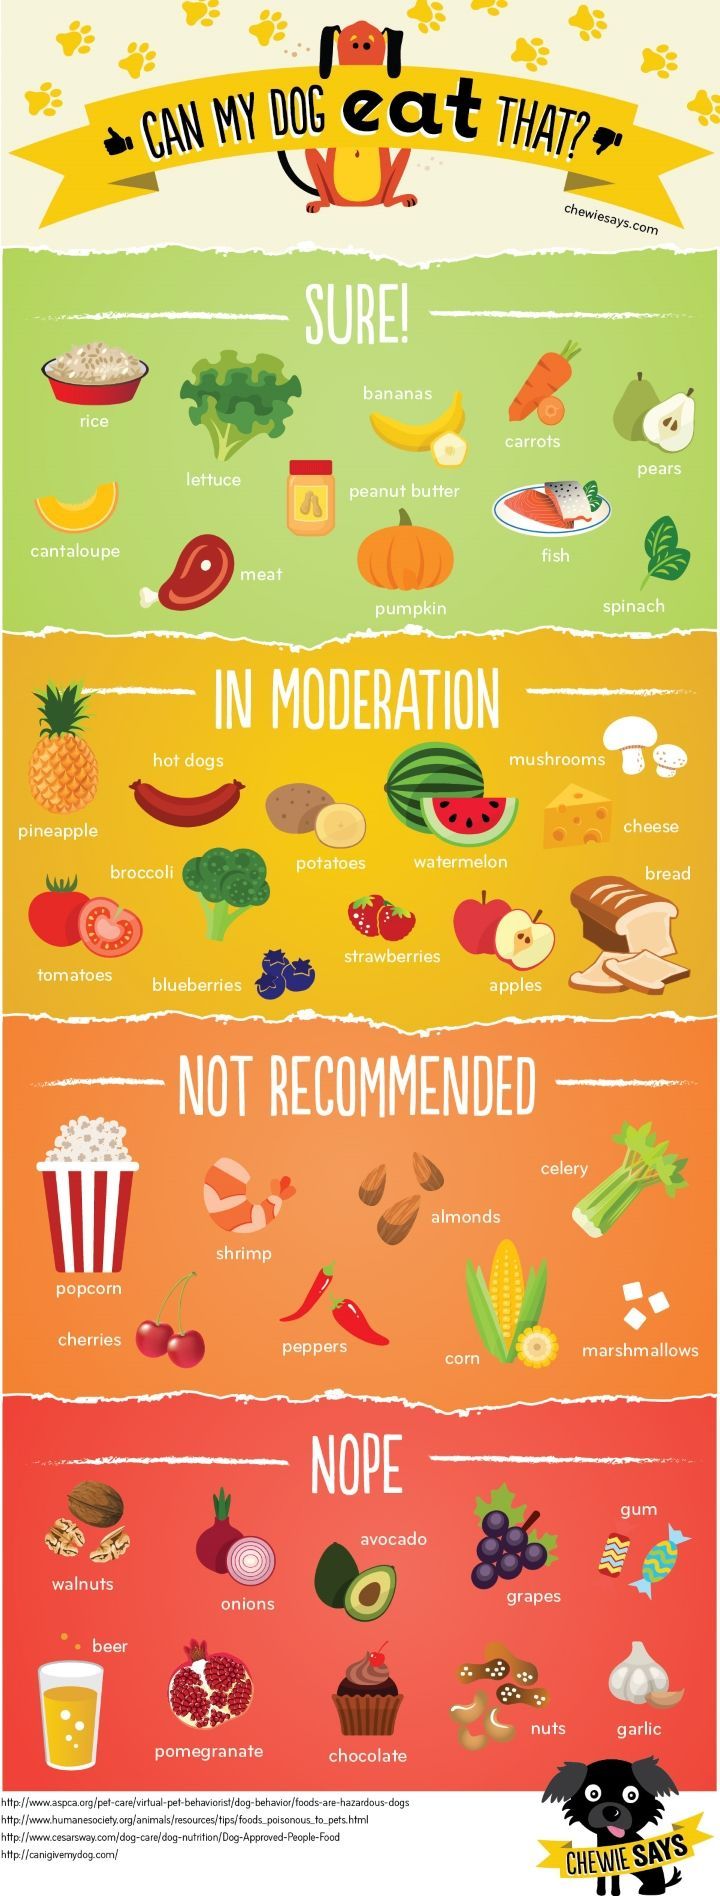 CAN MY DOG eat THAT?
chewiesays.com
SURE!
rice
lettuce
bananas
carrots
pears
cantaloupe
peanut butter
meat
pumpkin
fish
spinach
IN MODERATION
pineapple
hot dogs
potatoes
watermelon
mushrooms
cheese
broccoli
bread
tomatoes
blueberries
strawberries
apples
NOT RECOMMENDED
popcorn
shrimp
almonds
celery
cherries
peppers
corn
marshmallows
NOPE
walnuts
onions
avocado
grapes
gum
beer
pomegranate
chocolate
nuts
garlic
http://www.aspca.org/pet-care/virtual-pet-behaviorist/dog-behavior/foods-are-hazardous-dogs
http://www.humanesociety.org/animals/resources/tips/foods_poisonous_to_pets.html
http://www.cesarsway.com/dog-care/dog-nutrition/Dog-Approved-People-Food
http://canigivemydog.com/
CHEWIE SAYS